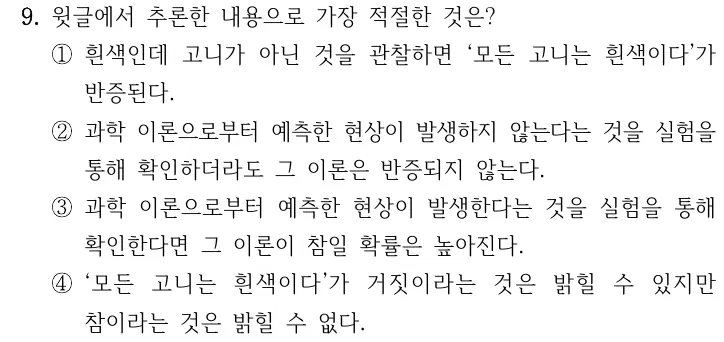 9. 윗글에서 추론한 내용으로 가장 적절한 것은?
① 흰색인데 고니가 아닌 것을 관찰하면 ‘모든 고니는 흰색이다’가
반증된다.
② 과학 이론으로부터 예측한 현상이 발생하지 않는다는 것을 실험을
통해 확인하더라도 그 이론은 반증되지 않는다.
③ 과학 이론으로부터 예측한 현상이 발생한다는 것을 실험을 통해
확인한다면 그 이론이 참일 확률은 높아진다.
④ ‘모든 고니는 흰색이다’가 거짓이라는 것은 밝힐 수 있지만
참이라는 것은 밝힐 수 없다.